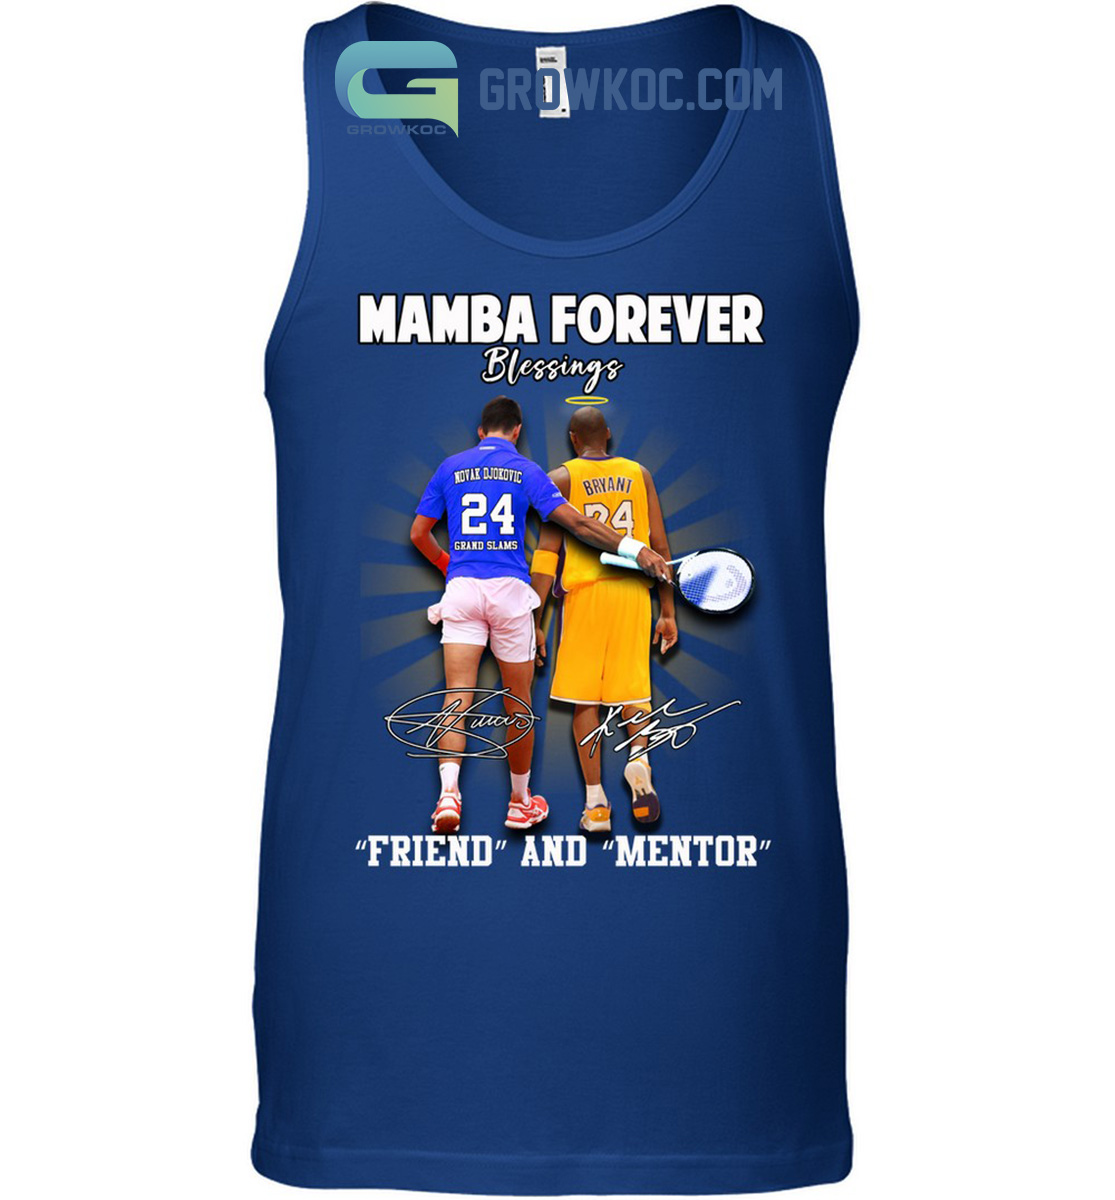 GROWKOC
GROWKOC.COM
MAMBA FOREVER
Blessings
NOVAK DJOKOVIC
24
GRAND SLAMS
BRYANT
24
"FRIEND" AND "MENTOR"